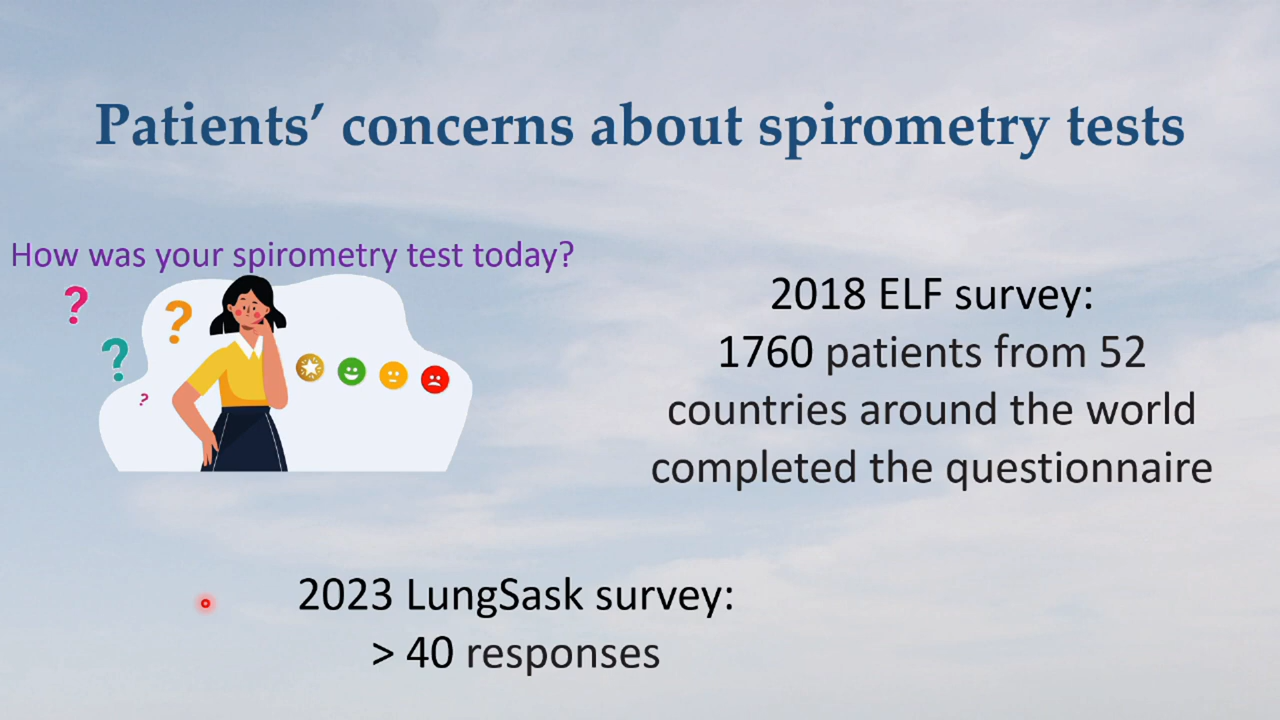 Patients’ concerns about spirometry tests
How was your spirometry test today?
? ? ? ?
2018 ELF survey:
1760 patients from 52
countries around the world
completed the questionnaire
2023 LungSask survey:
> 40 responses